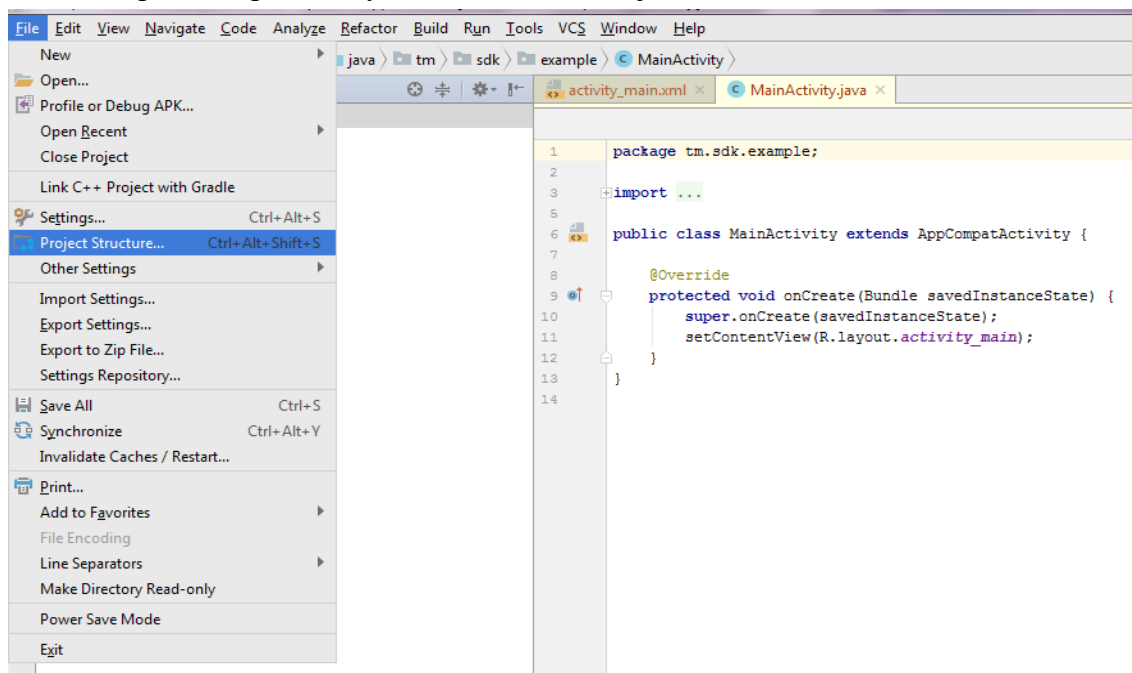 File Edit View Navigate Code Analyze Refactor Build Run Tools VCS Window Help
New
Open...
Profile or Debug APK...
Open Recent
Close Project
Link C++ Project with Gradle
Settings... Ctrl+Alt+S
Project Structure... Ctrl+Alt+Shift+S
Other Settings
Import Settings...
Export Settings...
Export to Zip File...
Settings Repository...
Save All Ctrl+S
Synchronize Ctrl+Alt+Y
Invalidate Caches / Restart...
Print...
Add to Favorites
File Encoding
Line Separators
Make Directory Read-only
Power Save Mode
Exit
java tm sdk example MainActivity
activity_main.xml MainActivity.java
1 package tm.sdk.example;
2
3 import ...
5
6 public class MainActivity extends AppCompatActivity {
7
8 @Override
9 protected void onCreate(Bundle savedInstanceState) {
10 super.onCreate(savedInstanceState);
11 setContentView(R.layout.activity_main);
12 }
13 }
14